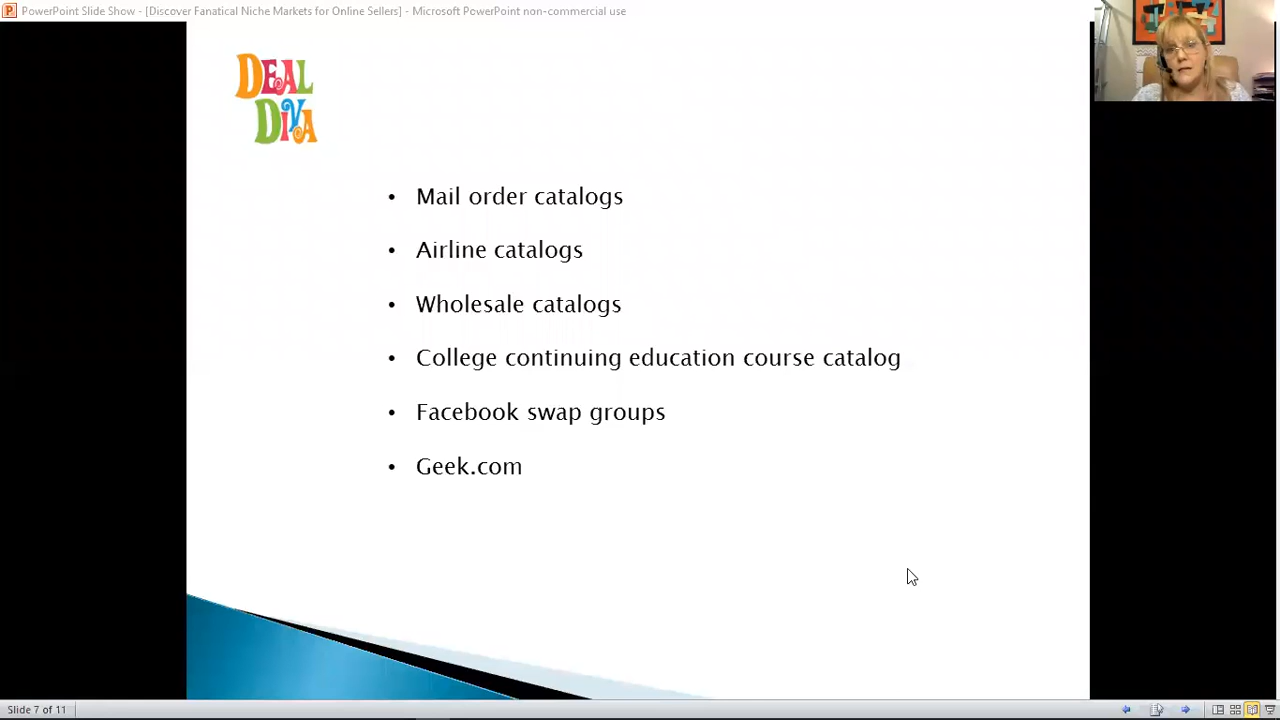 PowerPoint Slide Show - [Discover Fanatical Niche Markets for Online Sellers] - Microsoft PowerPoint non-commercial use
DEAL
DIVA
• Mail order catalogs
• Airline catalogs
• Wholesale catalogs
• College continuing education course catalog
• Facebook swap groups
• Geek.com
Slide 7 of 11